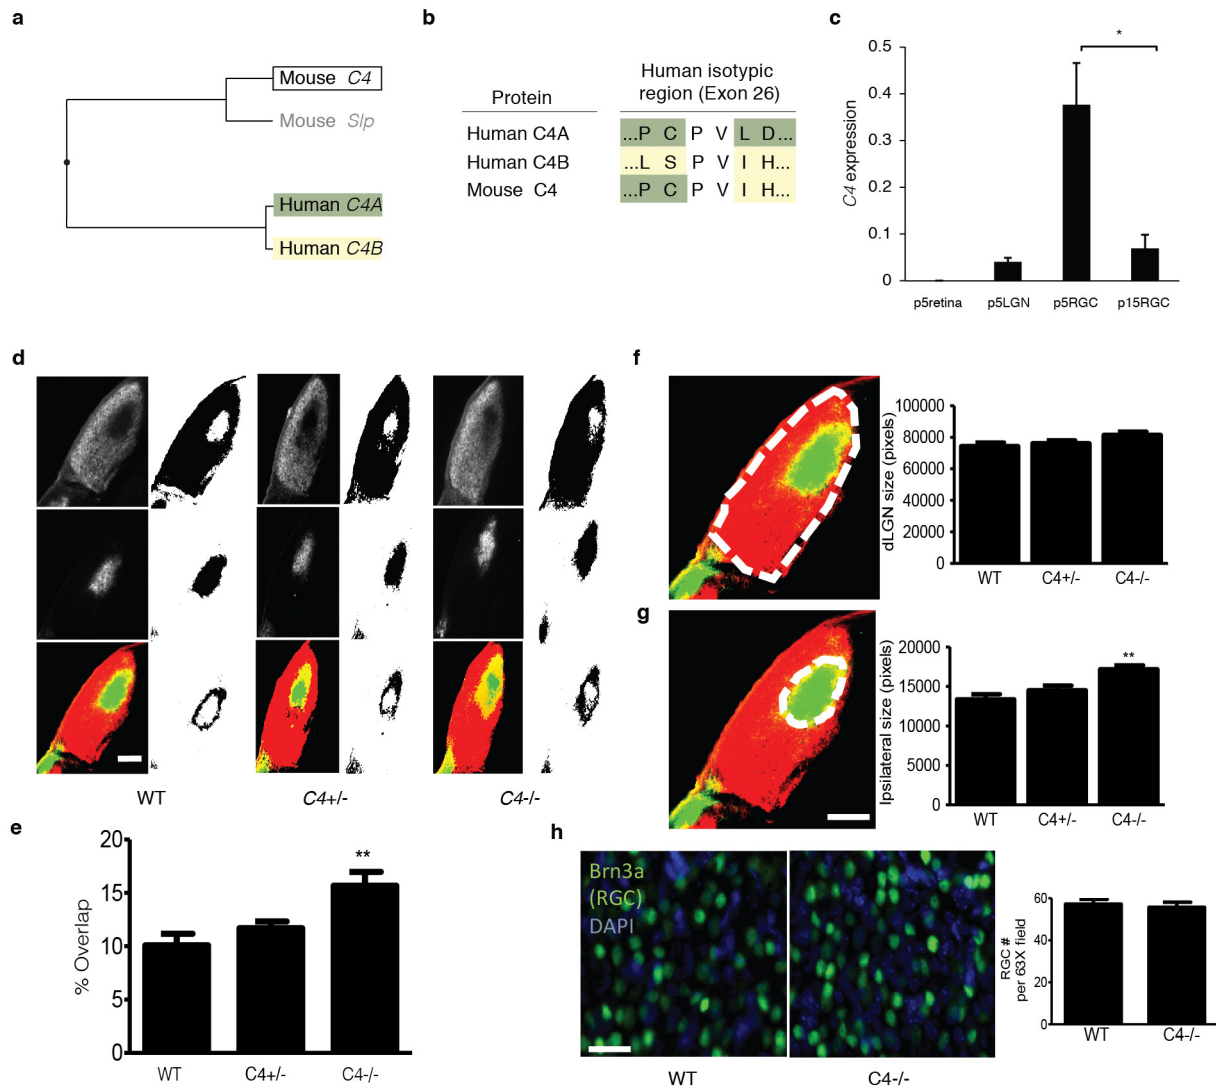 a
Mouse C4
Mouse Slp
Human C4A
Human C4B
b
Protein
Human isotypic
region (Exon 26)
Human C4A ...P C P V L D...
Human C4B ...L S P V I H...
Mouse C4 ...P C P V I H...
c
C4 expression
0.5
0.4
0.3
0.2
0.1
0
*
p5retina p5LGN p5RGC p15RGC
d
WT C4+/- C4-/-
e
% Overlap
20
15
10
5
0
**
WT C4+/- C4-/-
f
dLGN size (pixels)
100000
80000
60000
40000
20000
0
WT C4+/- C4-/-
g
Ipsilateral size (pixels)
20000
15000
10000
5000
0
**
WT C4+/- C4-/-
h
Brn3a
(RGC)
DAPI
WT C4-/-
RGC #
per 63X field
60
40
20
0
WT C4-/-